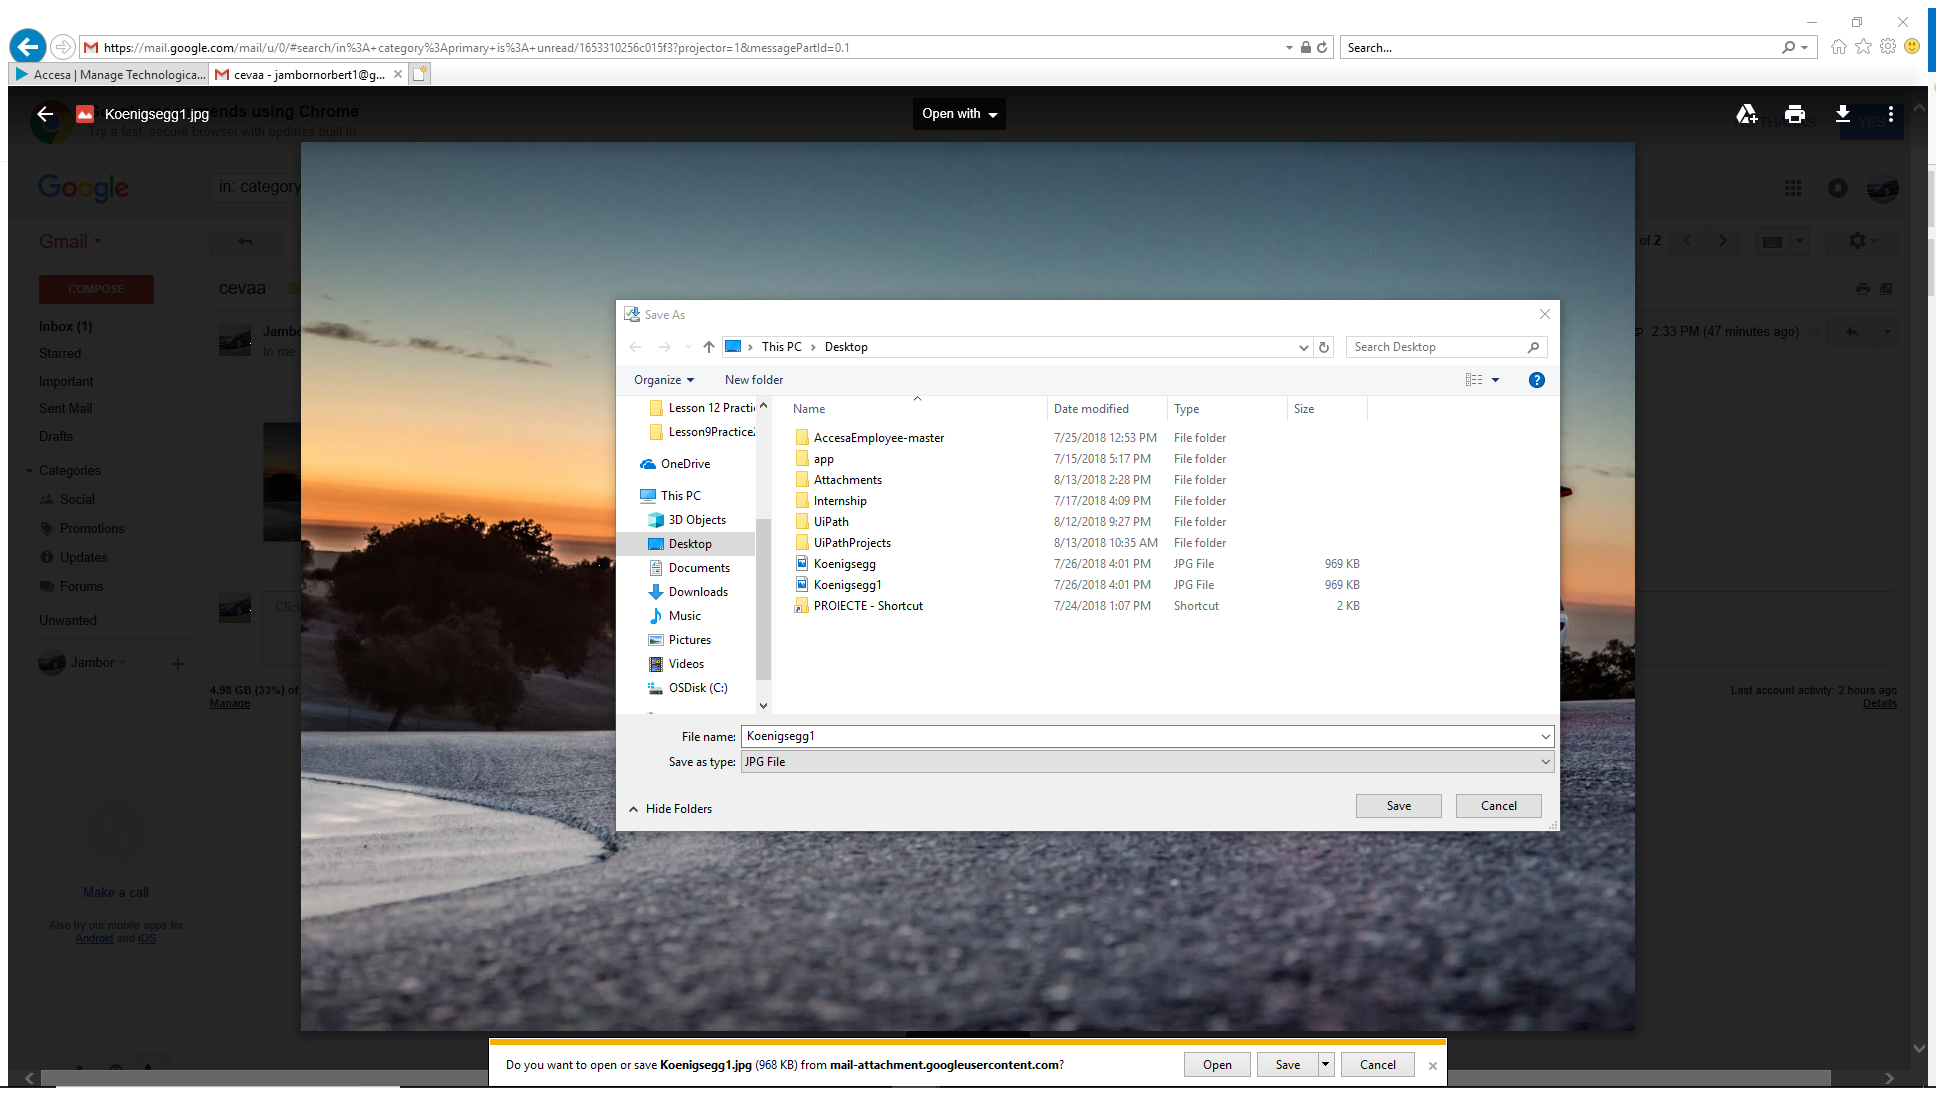 https://mail.google.com/mail/u/0/#search/in%3A+category%3Aprimary+is%3A+unread/1653310256c015f3?projector=1&messagePartId=0.1
Search...
Accesa | Manage Technologica...
cevaa - jambornorbert1@g...
Koenigsegg1.jpg
nds using Chrome
Open with
YES
Try a fast, secure browser with updates built in
Google
in: category
Gmail
of 2
COMPOSE
cevaa
Inbox (1)
Jamb
2:33 PM (47 minutes ago)
to me
Starred
Important
Sent Mail
Drafts
Categories
Social
Promotions
Updates
Forums
Unwanted
Jambor
4.98 GB (33%) of
Manage
Last account activity: 2 hours ago
Details
Make a call
Also try our mobile apps for
Android and iOS
Save As
This PC
Desktop
Search Desktop
Organize
New folder
Lesson 12 Practi
Lesson9Practice
OneDrive
This PC
3D Objects
Desktop
Documents
Downloads
Music
Pictures
Videos
OSDisk (C:)
Name Date modified Type Size
AccesaEmployee-master 7/25/2018 12:53 PM File folder
app 7/15/2018 5:17 PM File folder
Attachments 8/13/2018 2:28 PM File folder
Internship 7/17/2018 4:09 PM File folder
UiPath 8/12/2018 9:27 PM File folder
UiPathProjects 8/13/2018 10:35 AM File folder
Koenigsegg 7/26/2018 4:01 PM JPG File 969 KB
Koenigsegg1 7/26/2018 4:01 PM JPG File 969 KB
PROIECTE - Shortcut 7/24/2018 1:07 PM Shortcut 2 KB
File name: Koenigsegg1
Save as type: JPG File
Hide Folders
Save
Cancel
Do you want to open or save Koenigsegg1.jpg (968 KB) from mail-attachment.googleusercontent.com?
Open
Save
Cancel